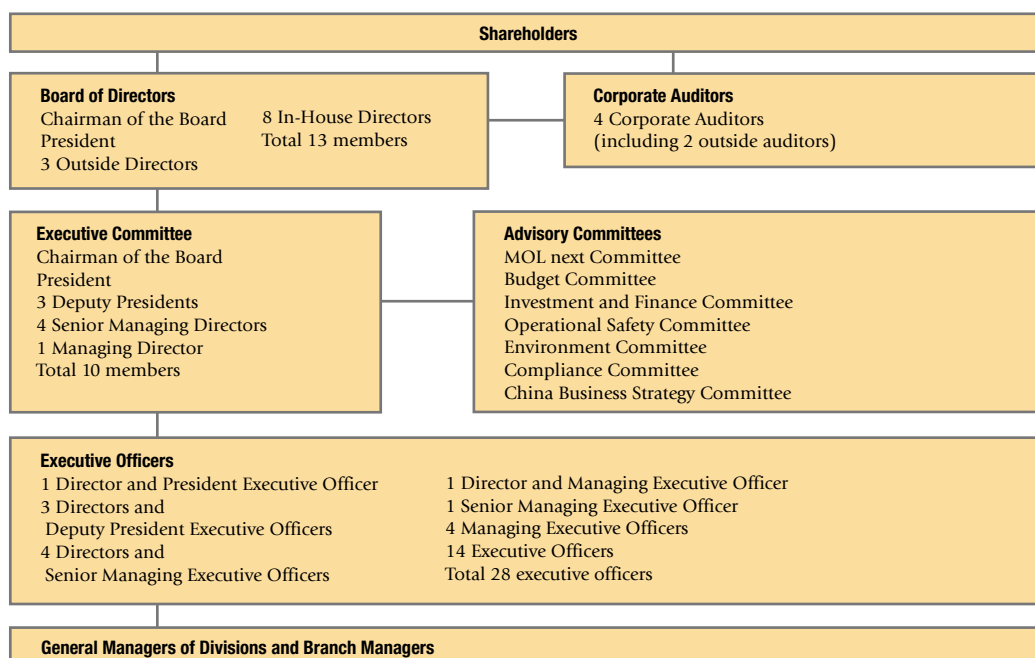 Shareholders
Board of Directors
Chairman of the Board
President
3 Outside Directors
8 In-House Directors
Total 13 members
Corporate Auditors
4 Corporate Auditors
(including 2 outside auditors)
Executive Committee
Chairman of the Board
President
3 Deputy Presidents
4 Senior Managing Directors
1 Managing Director
Total 10 members
Advisory Committees
MOL next Committee
Budget Committee
Investment and Finance Committee
Operational Safety Committee
Environment Committee
Compliance Committee
China Business Strategy Committee
Executive Officers
1 Director and President Executive Officer
3 Directors and
Deputy President Executive Officers
4 Directors and
Senior Managing Executive Officers
1 Director and Managing Executive Officer
1 Senior Managing Executive Officer
4 Managing Executive Officers
14 Executive Officers
Total 28 executive officers
General Managers of Divisions and Branch Managers